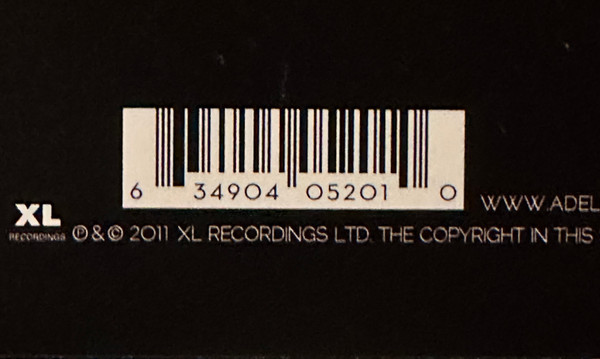 6 34904 05201 0
WWW.ADEL
XL
RECORDINGS
℗ & © 2011 XL RECORDINGS LTD. THE COPYRIGHT IN THIS